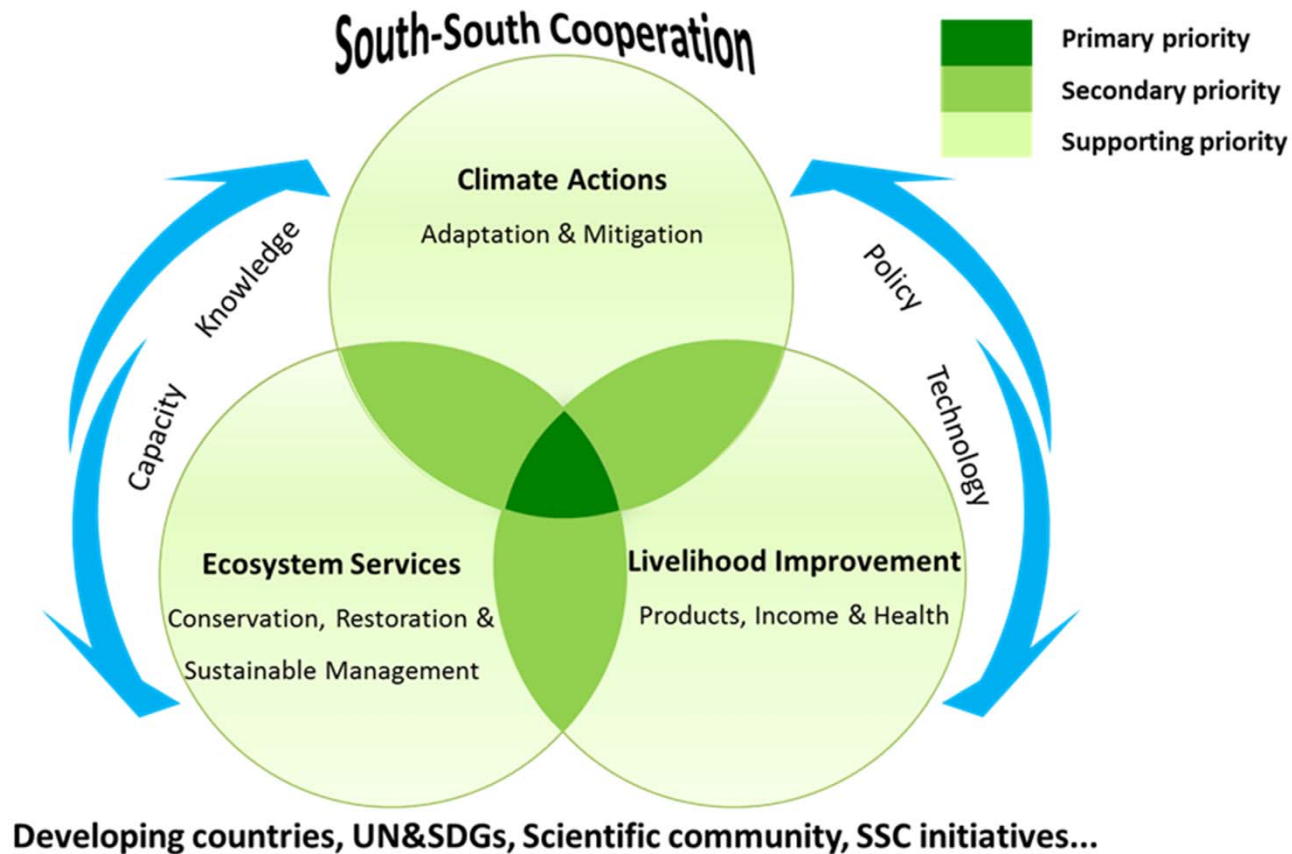 South-South Cooperation
Primary priority
Secondary priority
Supporting priority
Climate Actions
Adaptation & Mitigation
Knowledge
Policy
Capacity
Technology
Ecosystem Services
Conservation, Restoration &
Sustainable Management
Livelihood Improvement
Products, Income & Health
Developing countries, UN&SDGs, Scientific community, SSC initiatives...